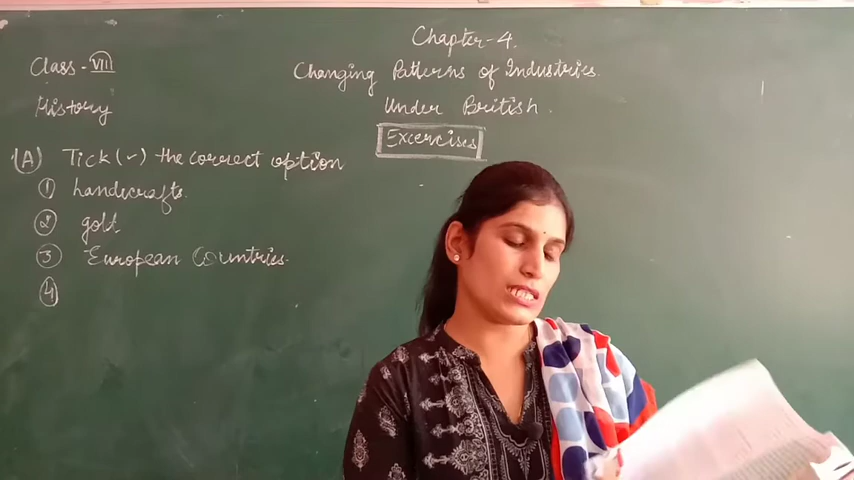 Chapter-4.
Class - VIII
Changing Patterns of Industries.
History
Under British.
Excercises
(A) Tick (✓) the correct option
① handicrafts.
② golt
③ European Countries.
④